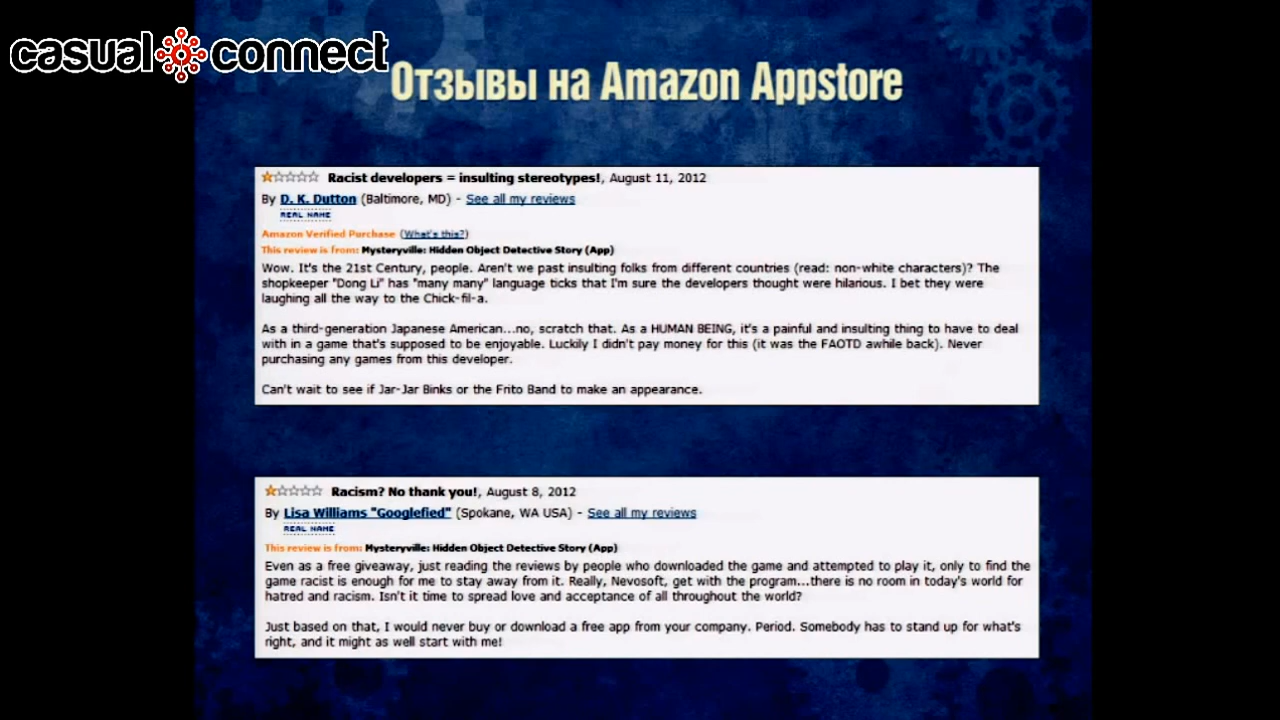 casual connect
Отзывы на Amazon Appstore
Racist developers = insulting stereotypes!, August 11, 2012
By D. K. Dutton (Baltimore, MD) - See all my reviews
REAL NAME
Amazon Verified Purchase (What's this?)
This review is from: Mysteryville: Hidden Object Detective Story (App)
Wow. It's the 21st Century, people. Aren't we past insulting folks from different countries (read: non-white characters)? The
shopkeeper "Dong Li" has "many many" language ticks that I'm sure the developers thought were hilarious. I bet they were
laughing all the way to the Chick-fil-a.
As a third-generation Japanese American...no, scratch that. As a HUMAN BEING, it's a painful and insulting thing to have to deal
with in a game that's supposed to be enjoyable. Luckily I didn't pay money for this (it was the FAOTD awhile back). Never
purchasing any games from this developer.
Can't wait to see if Jar-Jar Binks or the Frito Band to make an appearance.
Racism? No thank you!, August 8, 2012
By Lisa Williams "Googlefied" (Spokane, WA USA) - See all my reviews
REAL NAME
This review is from: Mysteryville: Hidden Object Detective Story (App)
Even as a free giveaway, just reading the reviews by people who downloaded the game and attempted to play it, only to find the
game racist is enough for me to stay away from it. Really, Nevosoft, get with the program...there is no room in today's world for
hatred and racism. Isn't it time to spread love and acceptance of all throughout the world?
Just based on that, I would never buy or download a free app from your company. Period. Somebody has to stand up for what's
right, and it might as well start with me!